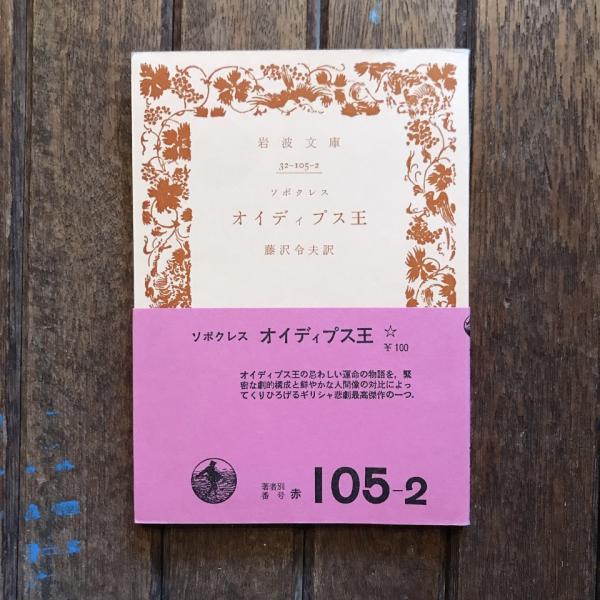 岩波文庫
32-105-2
ソポクレス
オイディプス王
藤沢令夫訳
ソポクレス オイディプス王 ☆
￥100
オイディプス王の忌わしい運命の物語を，緊
密な劇的構成と鮮やかな人間像の対比によっ
てくりひろげるギリシャ悲劇最高傑作の一つ．
著者別
番号 赤 105-2